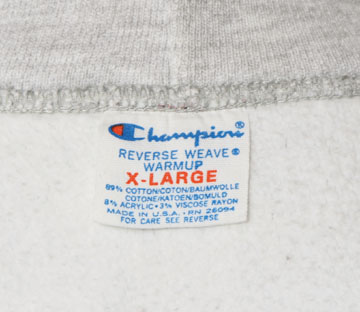 Champion®
REVERSE WEAVE®
WARMUP
X-LARGE
89% COTTON/COTON/BAUMWOLLE
COTONE/KATOEN/BOMULD
8% ACRYLIC • 3% VISCOSE RAYON
MADE IN U.S.A. • RN 26094
FOR CARE SEE REVERSE